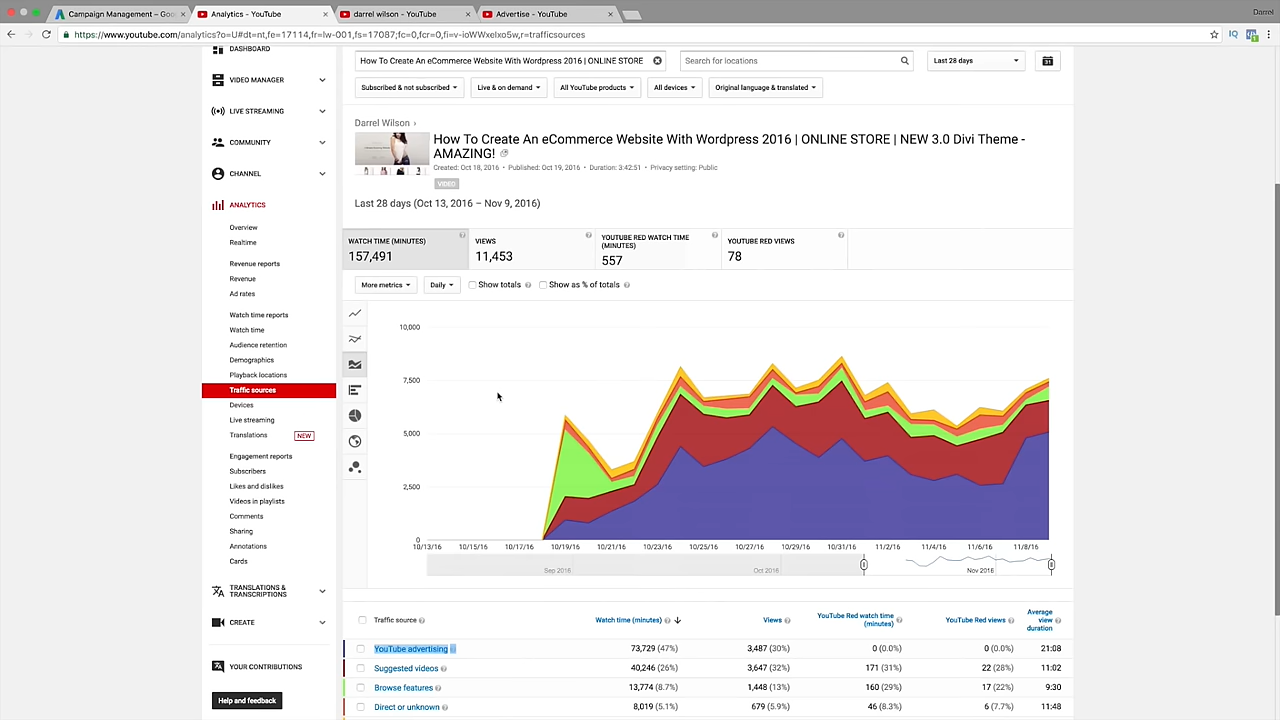 Campaign Management – Goo
Analytics - YouTube
darrel wilson - YouTube
Advertise - YouTube
Darrel
https://www.youtube.com/analytics?o=U#dt=nt,fe=17114,fr=lw-001,fs=17087;fc=0,fcr=0,fi=v-ioWWxelxo5w,r=trafficsources
DASHBOARD
VIDEO MANAGER
LIVE STREAMING
COMMUNITY
CHANNEL
ANALYTICS
Overview
Realtime
Revenue reports
Revenue
Ad rates
Watch time reports
Watch time
Audience retention
Demographics
Playback locations
Traffic sources
Devices
Live streaming
Translations NEW
Engagement reports
Subscribers
Likes and dislikes
Videos in playlists
Comments
Sharing
Annotations
Cards
TRANSLATIONS &
TRANSCRIPTIONS
CREATE
YOUR CONTRIBUTIONS
Help and feedback
How To Create An eCommerce Website With Wordpress 2016 | ONLINE STORE
Search for locations
Last 28 days
31
Subscribed & not subscribed
Live & on demand
All YouTube products
All devices
Original language & translated
Darrel Wilson ›
How To Create An eCommerce Website With Wordpress 2016 | ONLINE STORE | NEW 3.0 Divi Theme -
AMAZING!
Created: Oct 18, 2016 • Published: Oct 19, 2016 • Duration: 3:42:51 • Privacy setting: Public
VIDEO
Last 28 days (Oct 13, 2016 – Nov 9, 2016)
WATCH TIME (MINUTES)
157,491
VIEWS
11,453
YOUTUBE RED WATCH TIME
(MINUTES)
557
YOUTUBE RED VIEWS
78
More metrics
Daily
Show totals
Show as % of totals
10,000
7,500
5,000
2,500
0
10/13/16 10/15/16 10/17/16 10/19/16 10/21/16 10/23/16 10/25/16 10/27/16 10/29/16 10/31/16 11/2/16 11/4/16 11/6/16 11/8/16
Sep 2016 Oct 2016 Nov 2016
Traffic source
Watch time (minutes)
Views
YouTube Red watch time
(minutes)
YouTube Red views
Average
view
duration
YouTube advertising 73,729 (47%) 3,487 (30%) 0 (0.0%) 0 (0.0%) 21:08
Suggested videos 40,246 (26%) 3,647 (32%) 171 (31%) 22 (28%) 11:02
Browse features 13,774 (8.7%) 1,448 (13%) 160 (29%) 17 (22%) 9:30
Direct or unknown 8,019 (5.1%) 679 (5.9%) 46 (8.3%) 6 (7.7%) 11:48